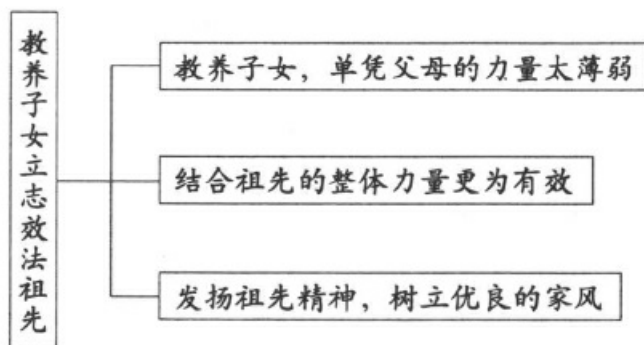 教养子女立志效法祖先
教养子女，单凭父母的力量太薄弱
结合祖先的整体力量更为有效
发扬祖先精神，树立优良的家风